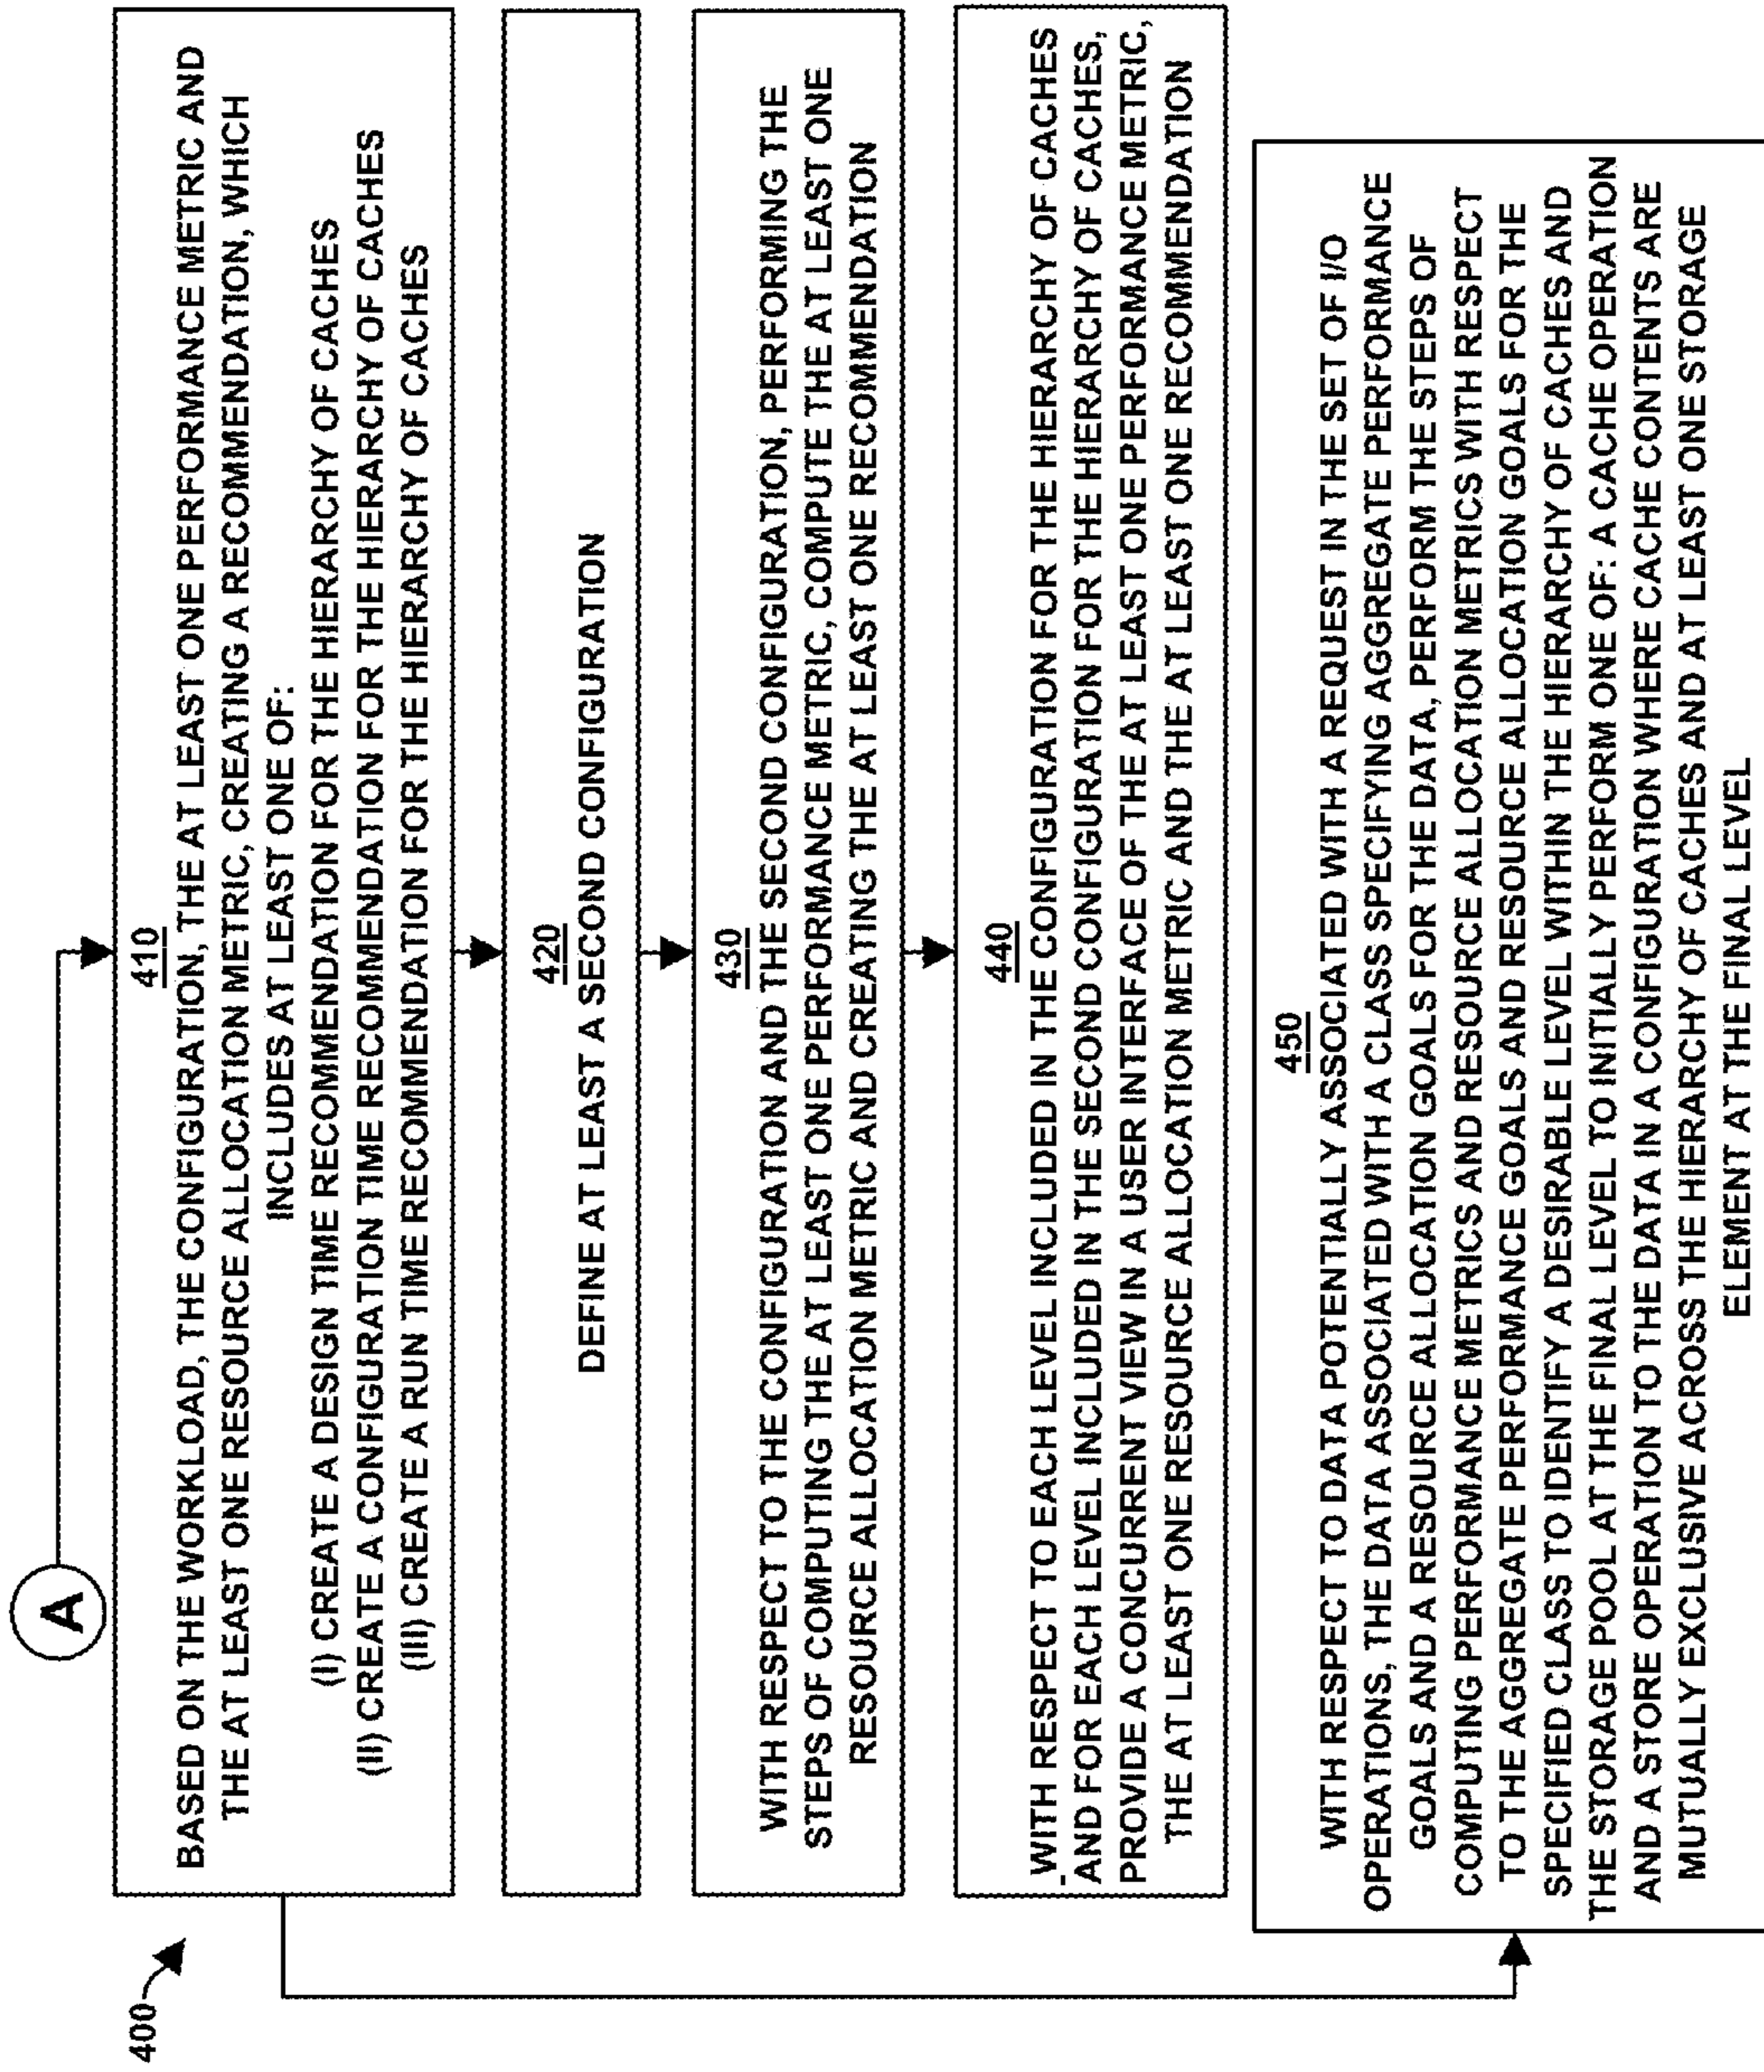 400
A
410
BASED ON THE WORKLOAD, THE CONFIGURATION, THE AT LEAST ONE PERFORMANCE METRIC AND
THE AT LEAST ONE RESOURCE ALLOCATION METRIC, CREATING A RECOMMENDATION, WHICH
INCLUDES AT LEAST ONE OF:
(I) CREATE A DESIGN TIME RECOMMENDATION FOR THE HIERARCHY OF CACHES
(II) CREATE A CONFIGURATION TIME RECOMMENDATION FOR THE HIERARCHY OF CACHES
(III) CREATE A RUN TIME RECOMMENDATION FOR THE HIERARCHY OF CACHES
420
DEFINE AT LEAST A SECOND CONFIGURATION
430
WITH RESPECT TO THE CONFIGURATION AND THE SECOND CONFIGURATION, PERFORMING THE
STEPS OF COMPUTING THE AT LEAST ONE PERFORMANCE METRIC, COMPUTE THE AT LEAST ONE
RESOURCE ALLOCATION METRIC AND CREATING THE AT LEAST ONE RECOMMENDATION
440
WITH RESPECT TO EACH LEVEL INCLUDED IN THE CONFIGURATION FOR THE HIERARCHY OF CACHES
AND FOR EACH LEVEL INCLUDED IN THE SECOND CONFIGURATION FOR THE HIERARCHY OF CACHES,
PROVIDE A CONCURRENT VIEW IN A USER INTERFACE OF THE AT LEAST ONE PERFORMANCE METRIC,
THE AT LEAST ONE RESOURCE ALLOCATION METRIC AND THE AT LEAST ONE RECOMMENDATION
450
WITH RESPECT TO DATA POTENTIALLY ASSOCIATED WITH A REQUEST IN THE SET OF I/O
OPERATIONS, THE DATA ASSOCIATED WITH A CLASS SPECIFYING AGGREGATE PERFORMANCE
GOALS AND A RESOURCE ALLOCATION GOALS FOR THE DATA, PERFORM THE STEPS OF
COMPUTING PERFORMANCE METRICS AND RESOURCE ALLOCATION METRICS WITH RESPECT
TO THE AGGREGATE PERFORMANCE GOALS AND RESOURCE ALLOCATION GOALS FOR THE
SPECIFIED CLASS TO IDENTIFY A DESIRABLE LEVEL WITHIN THE HIERARCHY OF CACHES AND
THE STORAGE POOL AT THE FINAL LEVEL TO INITIALLY PERFORM ONE OF: A CACHE OPERATION
AND A STORE OPERATION TO THE DATA IN A CONFIGURATION WHERE CACHE CONTENTS ARE
MUTUALLY EXCLUSIVE ACROSS THE HIERARCHY OF CACHES AND AT LEAST ONE STORAGE
ELEMENT AT THE FINAL LEVEL